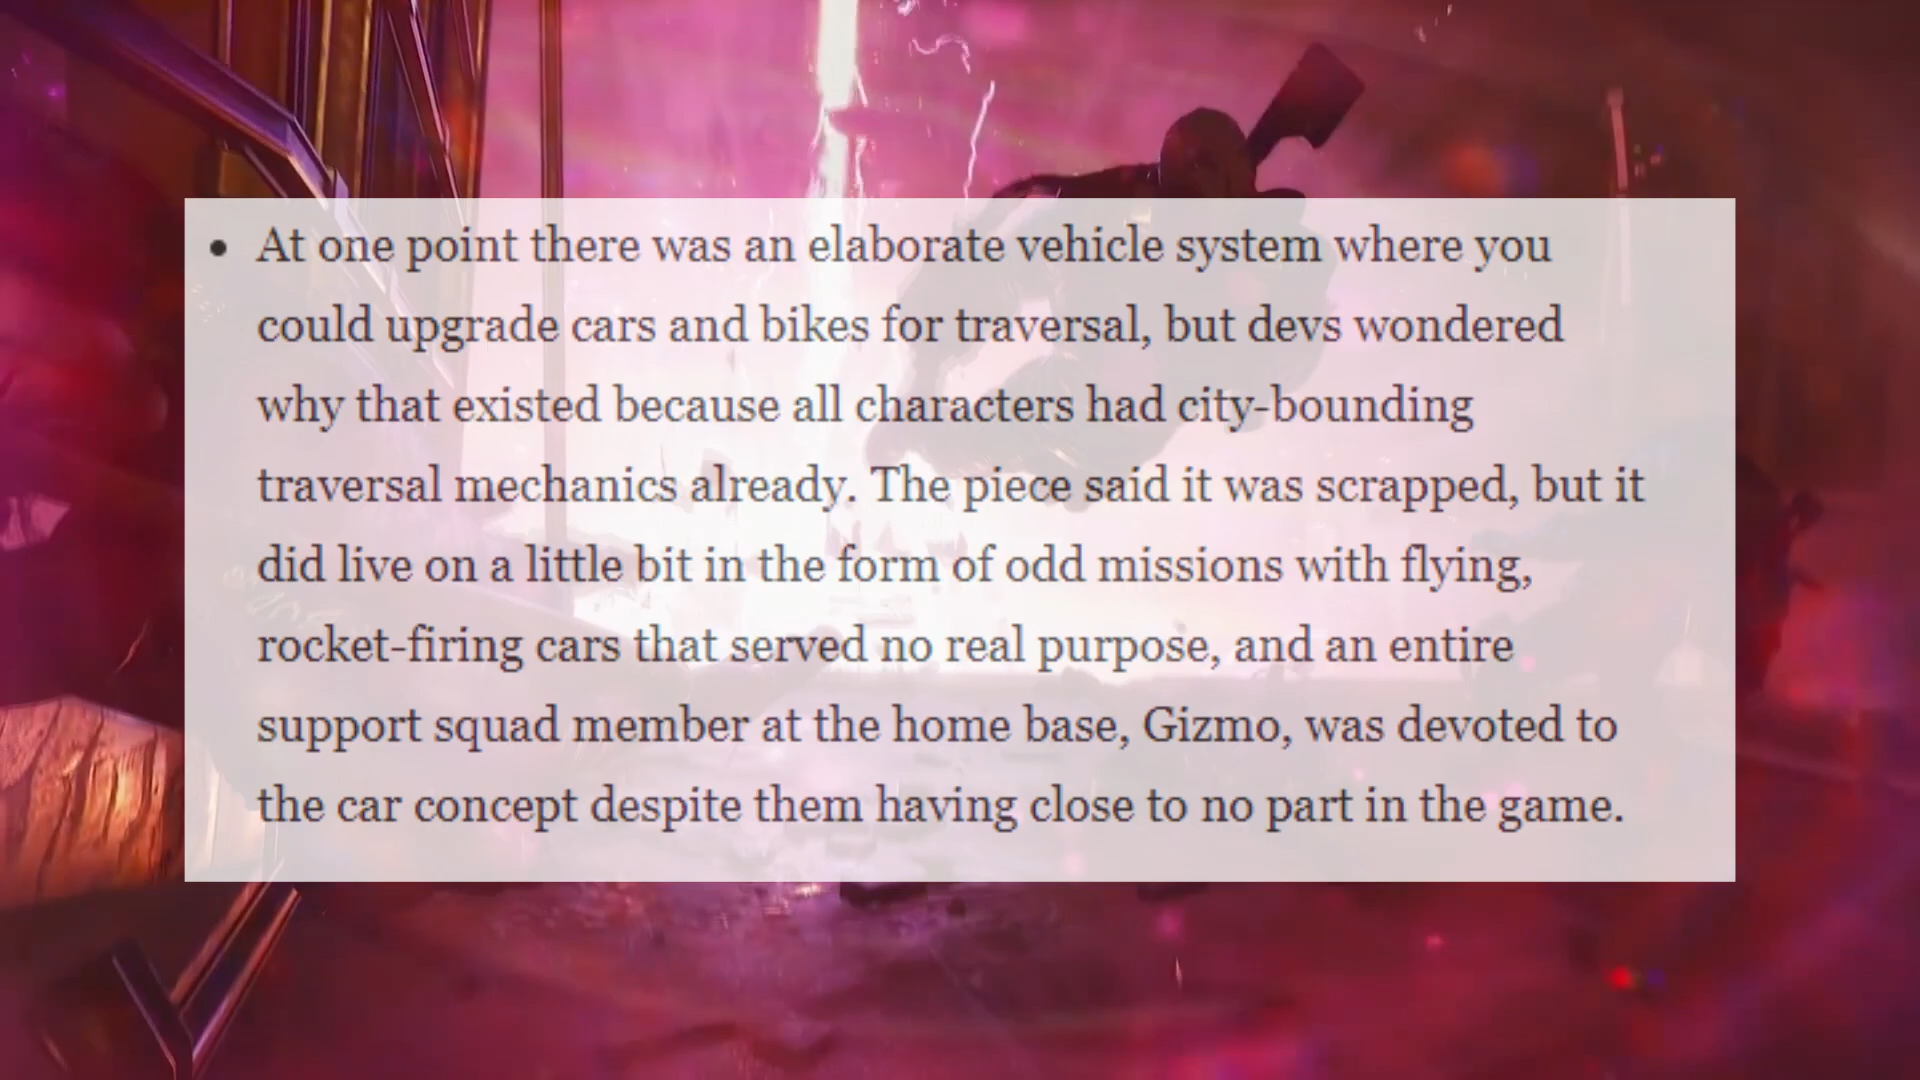 • At one point there was an elaborate vehicle system where you
could upgrade cars and bikes for traversal, but devs wondered
why that existed because all characters had city-bounding
traversal mechanics already. The piece said it was scrapped, but it
did live on a little bit in the form of odd missions with flying,
rocket-firing cars that served no real purpose, and an entire
support squad member at the home base, Gizmo, was devoted to
the car concept despite them having close to no part in the game.